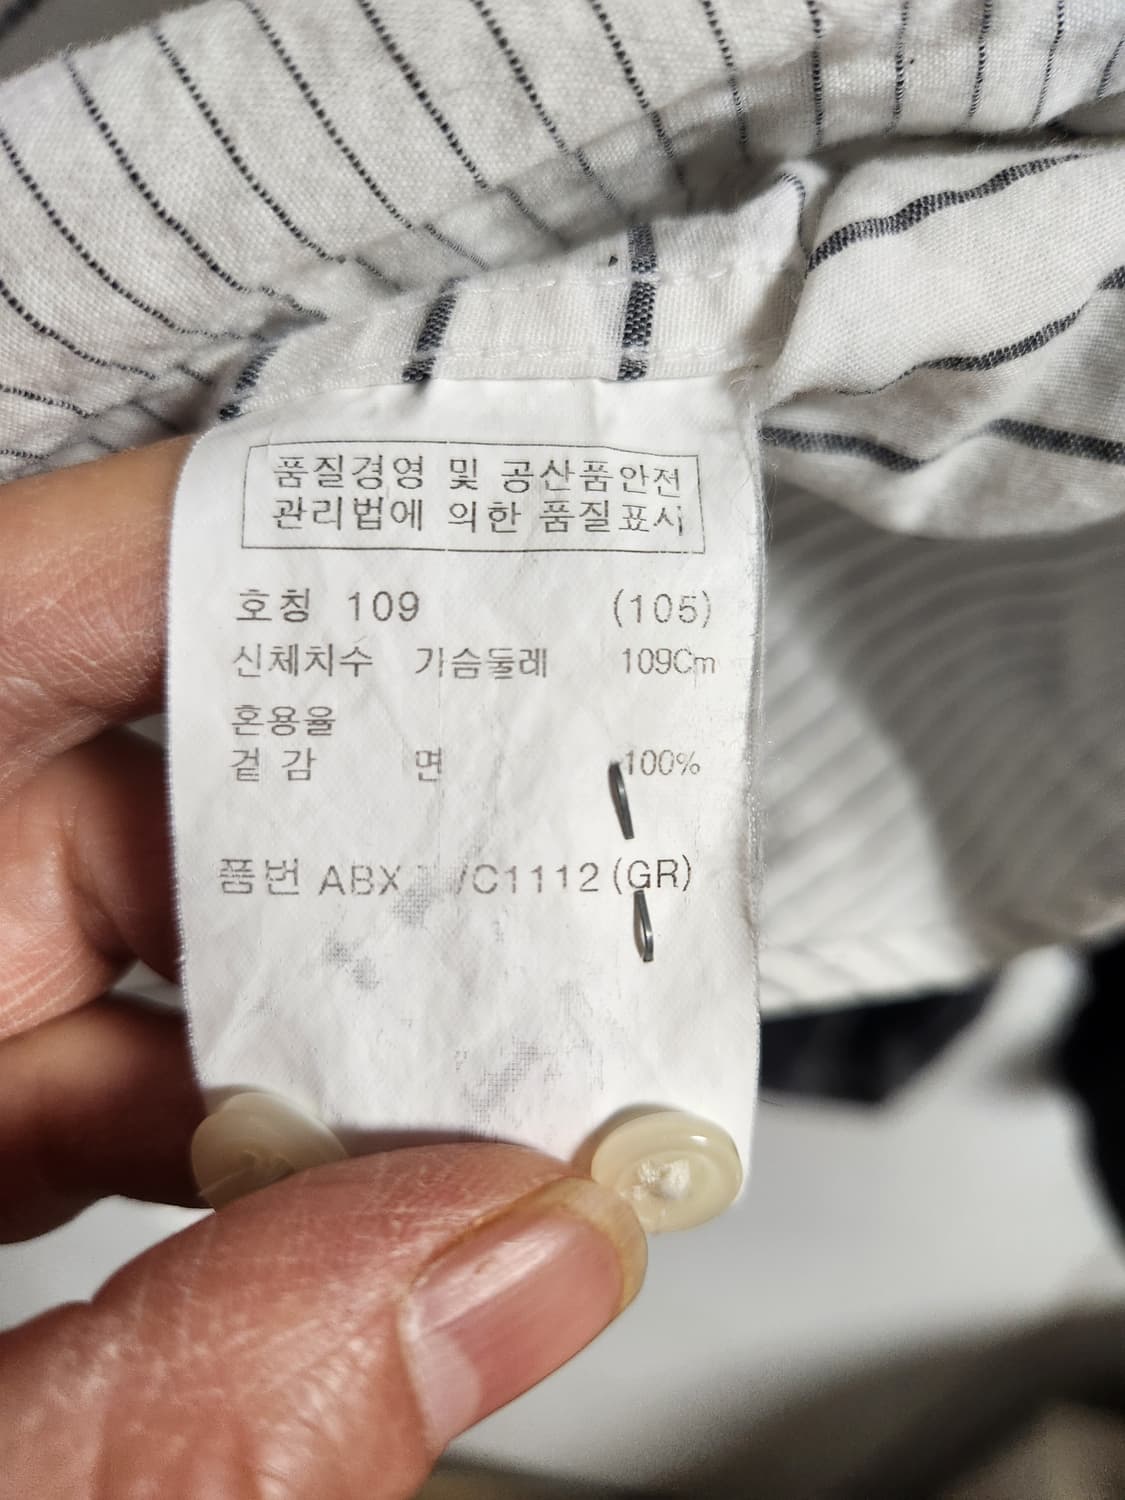 품질경영 및 공산품안전
관리법에 의한 품질표시
호칭 109 (105)
신체치수 가슴둘레 109Cm
혼용율
겉감 면 100%
품번 /C1112(GR)